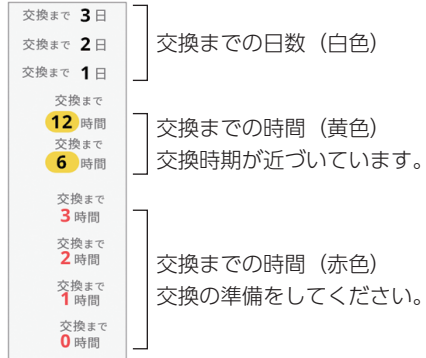 交換まで 3 日
交換まで 2 日
交換まで 1 日
交換までの日数（白色）
交換まで
12 時間
交換まで
6 時間
交換までの時間（黄色）
交換時期が近づいています。
交換まで
3 時間
交換まで
2 時間
交換まで
1 時間
交換まで
0 時間
交換までの時間（赤色）
交換の準備をしてください。